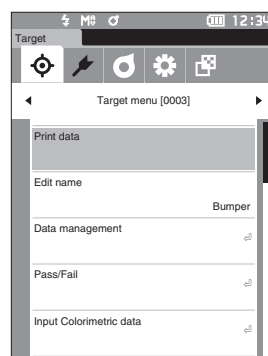 12:34
Target
Target menu [0003]
Print data
Edit name
Bumper
Data management
Pass/Fail
Input Colorimetric data